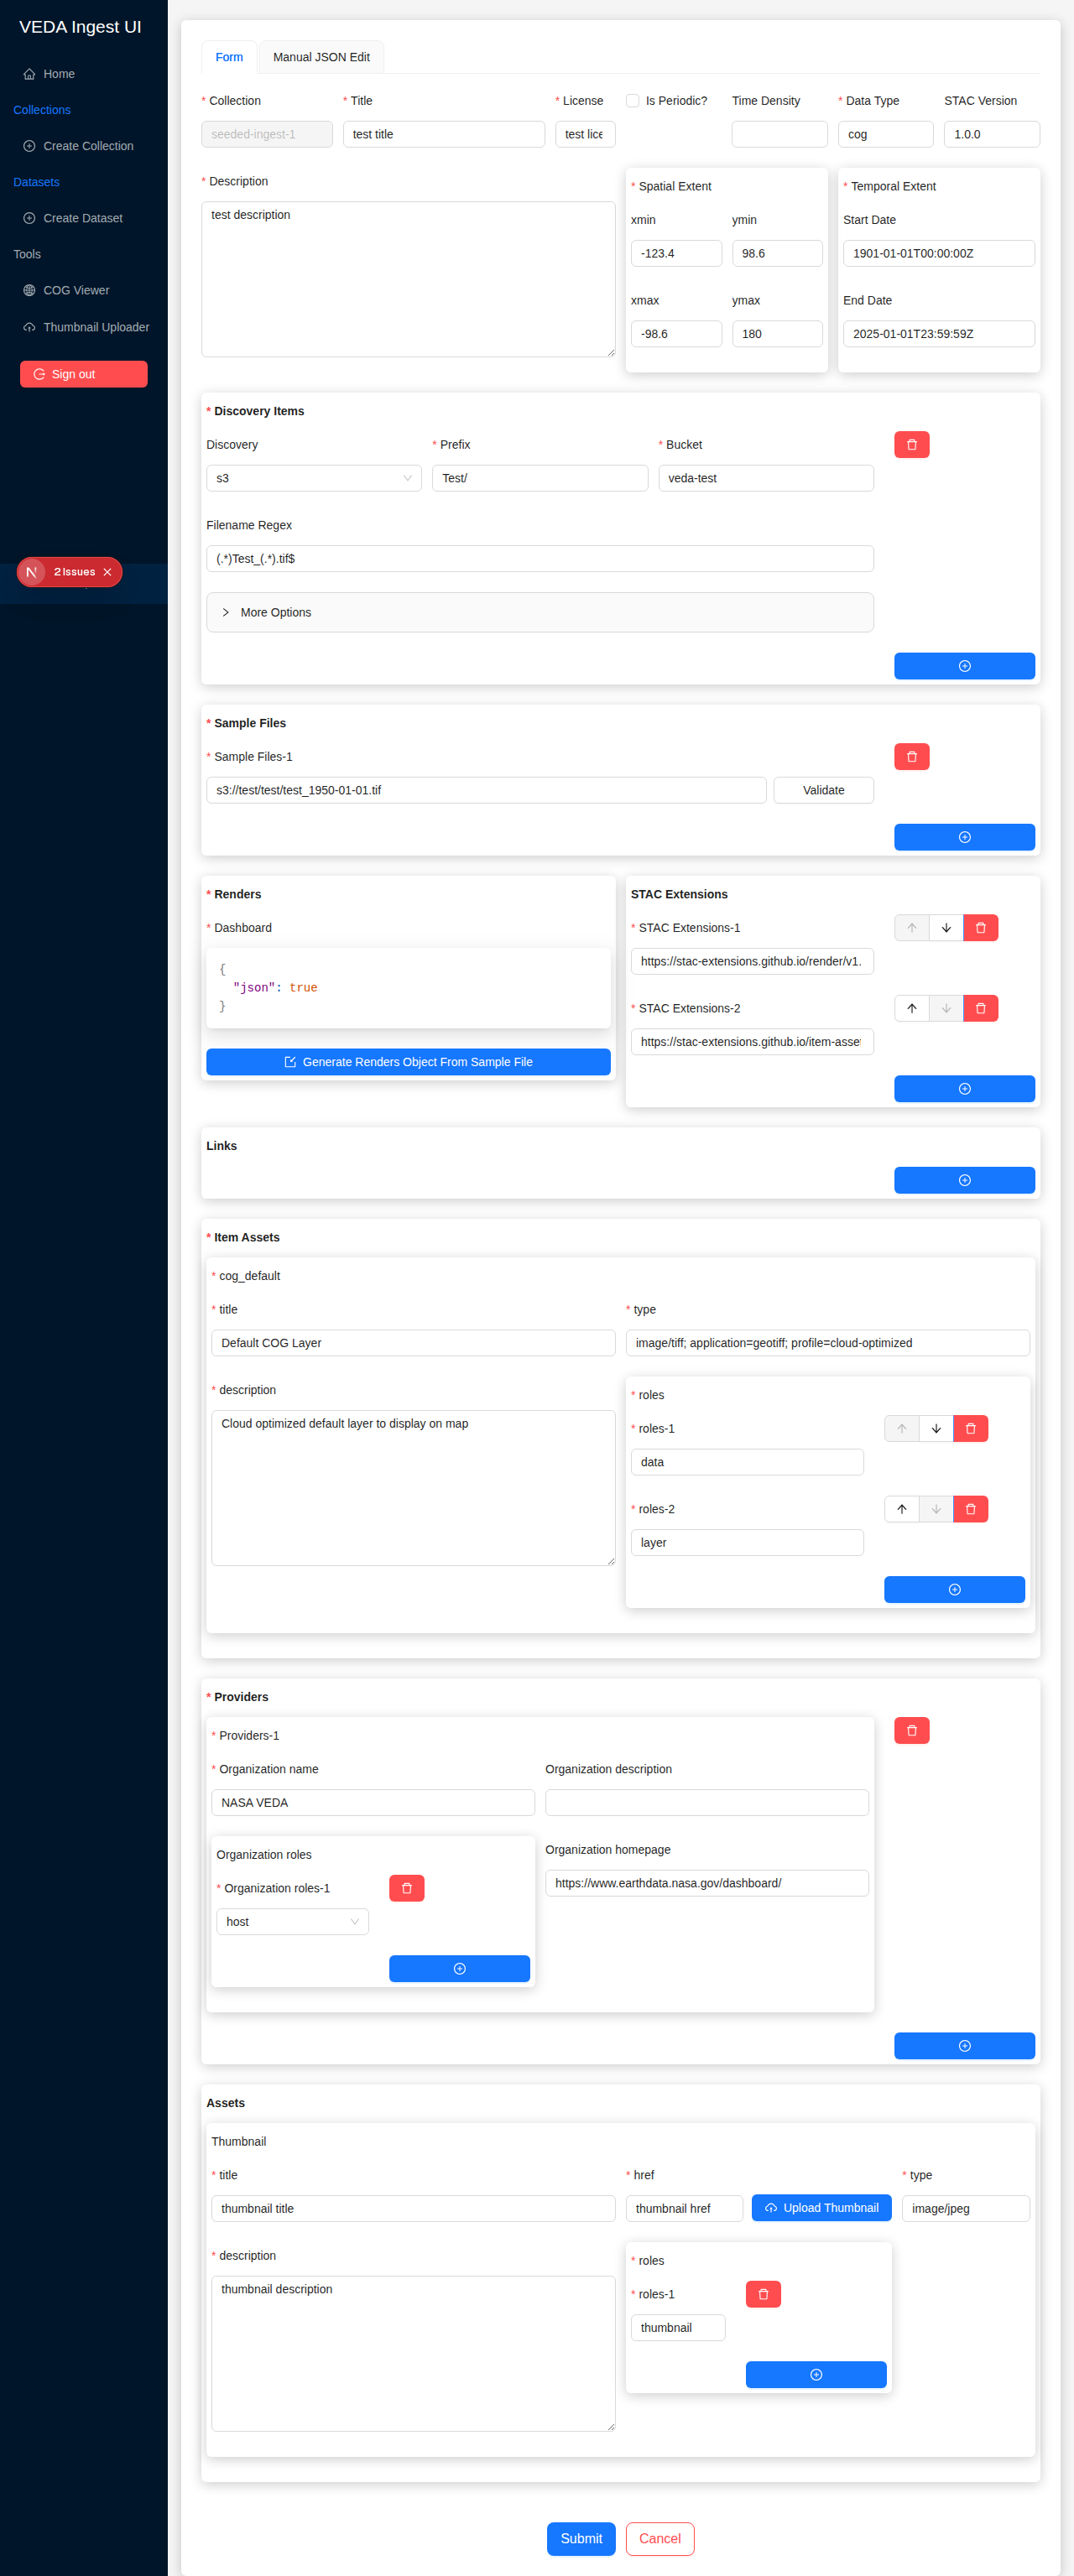 VEDA Ingest UI
Home
Collections
Create Collection
Datasets
Create Dataset
Tools
COG Viewer
Thumbnail Uploader
Sign out
2 Issues
Form Manual JSON Edit
* Collection * Title * License Is Periodic? Time Density * Data Type STAC Version
seeded-ingest-1 test title test lice cog 1.0.0
* Description
test description
* Spatial Extent
xmin ymin
-123.4 98.6
xmax ymax
-98.6 180
* Temporal Extent
Start Date
1901-01-01T00:00:00Z
End Date
2025-01-01T23:59:59Z
* Discovery Items
Discovery * Prefix * Bucket
s3 Test/ veda-test
Filename Regex
(.*)Test_(.*).tif$
More Options
* Sample Files
* Sample Files-1
s3://test/test/test_1950-01-01.tif Validate
* Renders
* Dashboard
{
"json": true
}
Generate Renders Object From Sample File
STAC Extensions
* STAC Extensions-1
https://stac-extensions.github.io/render/v1.
* STAC Extensions-2
https://stac-extensions.github.io/item-asset
Links
* Item Assets
* cog_default
* title * type
Default COG Layer image/tiff; application=geotiff; profile=cloud-optimized
* description
Cloud optimized default layer to display on map
* roles
* roles-1
data
* roles-2
layer
* Providers
* Providers-1
* Organization name Organization description
NASA VEDA
Organization roles
* Organization roles-1
host
Organization homepage
https://www.earthdata.nasa.gov/dashboard/
Assets
Thumbnail
* title * href * type
thumbnail title thumbnail href Upload Thumbnail image/jpeg
* description
thumbnail description
* roles
* roles-1
thumbnail
Submit Cancel